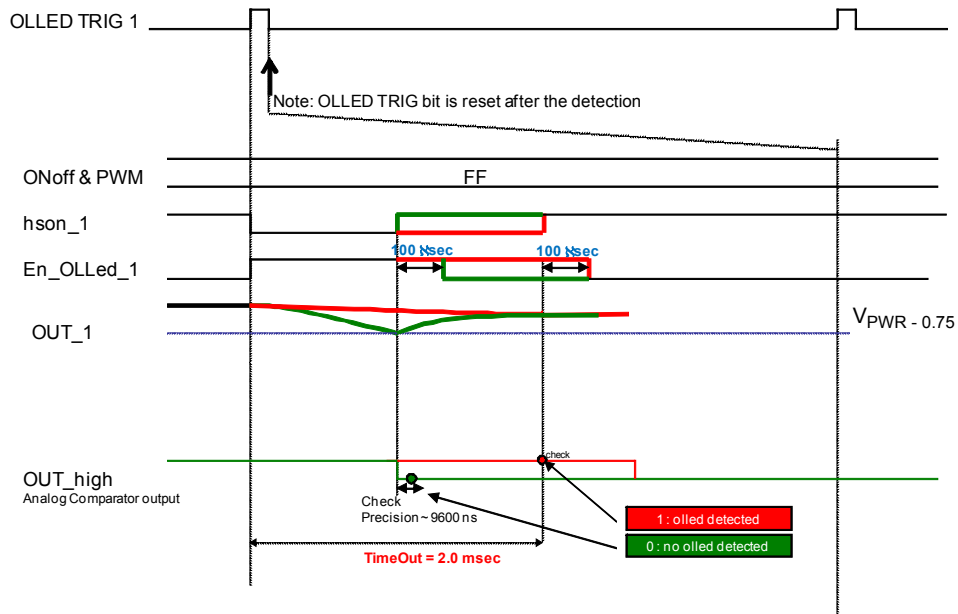 OLLED TRIG 1
Note: OLLED TRIG bit is reset after the detection
ONoff & PWM
FF
hson_1
100 ℵsec
100 ℵsec
En_OLLed_1
OUT_1
VPWR - 0.75
check
OUT_high
Analog Comparator output
Check
Precision ~ 9600 ns
1 : olled detected
0 : no olled detected
TimeOut = 2.0 msec